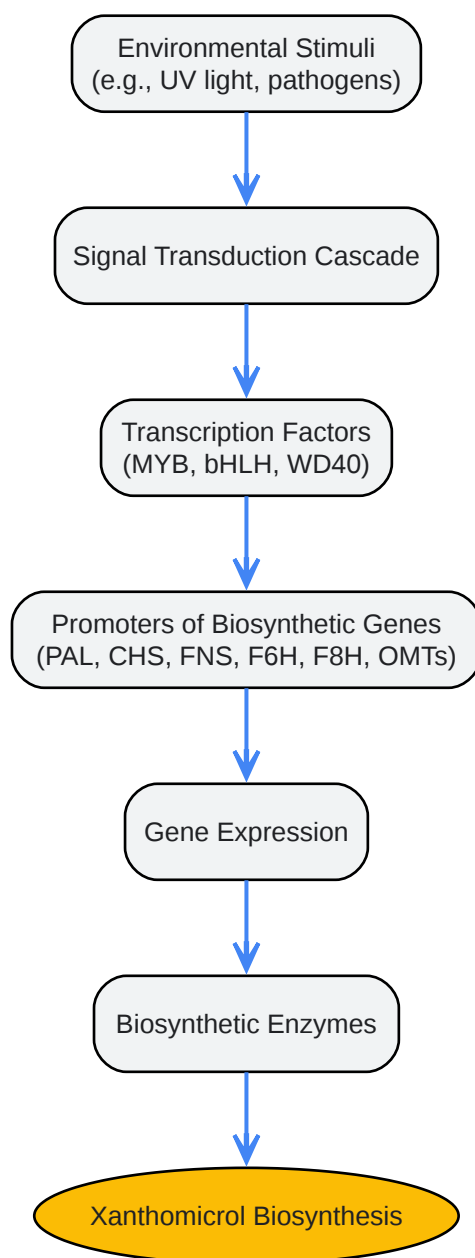 Environmental Stimuli
(e.g., UV light, pathogens)
Signal Transduction Cascade
Transcription Factors
(MYB, bHLH, WD40)
Promoters of Biosynthetic Genes
(PAL, CHS, FNS, F6H, F8H, OMTs)
Gene Expression
Biosynthetic Enzymes
Xanthomicrol Biosynthesis